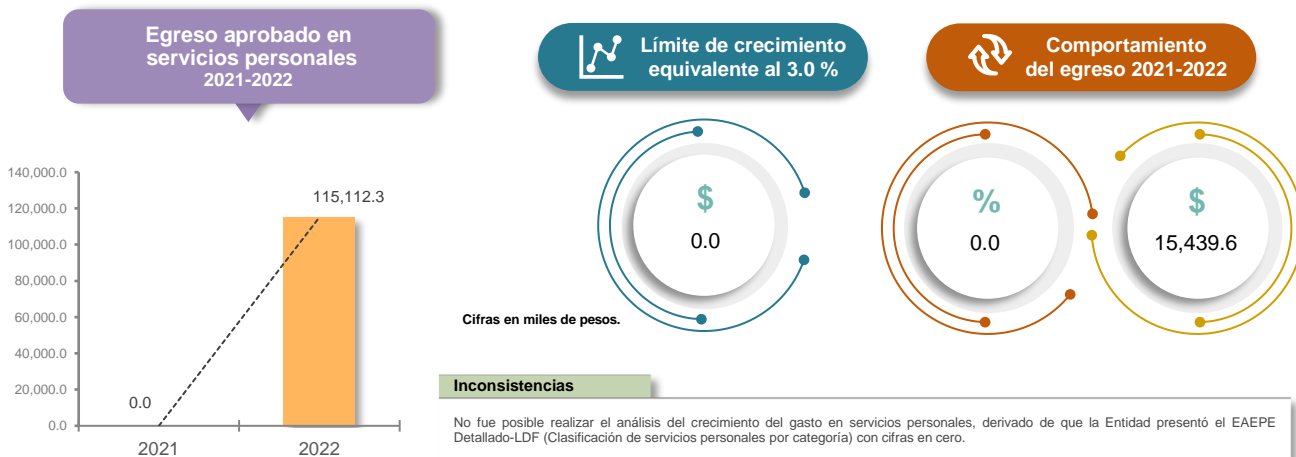 Egreso aprobado en
servicios personales
2021-2022
Límite de crecimiento
equivalente al 3.0 %
Comportamiento
del egreso 2021-2022
140,000.0
120,000.0
100,000.0
80,000.0
60,000.0
40,000.0
20,000.0
0.0
0.0
115,112.3
2021
2022
$
0.0
%
0.0
$
15,439.6
Cifras en miles de pesos.
Inconsistencias
No fue posible realizar el análisis del crecimiento del gasto en servicios personales, derivado de que la Entidad presentó el EAEPE
Detallado-LDF (Clasificación de servicios personales por categoría) con cifras en cero.